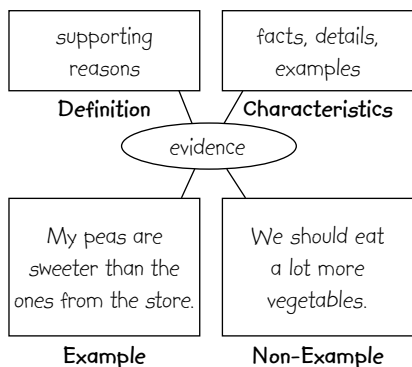 supporting
reasons
facts, details,
examples
Definition
Characteristics
evidence
My peas are
sweeter than the
ones from the store.
We should eat
a lot more
vegetables.
Example
Non-Example